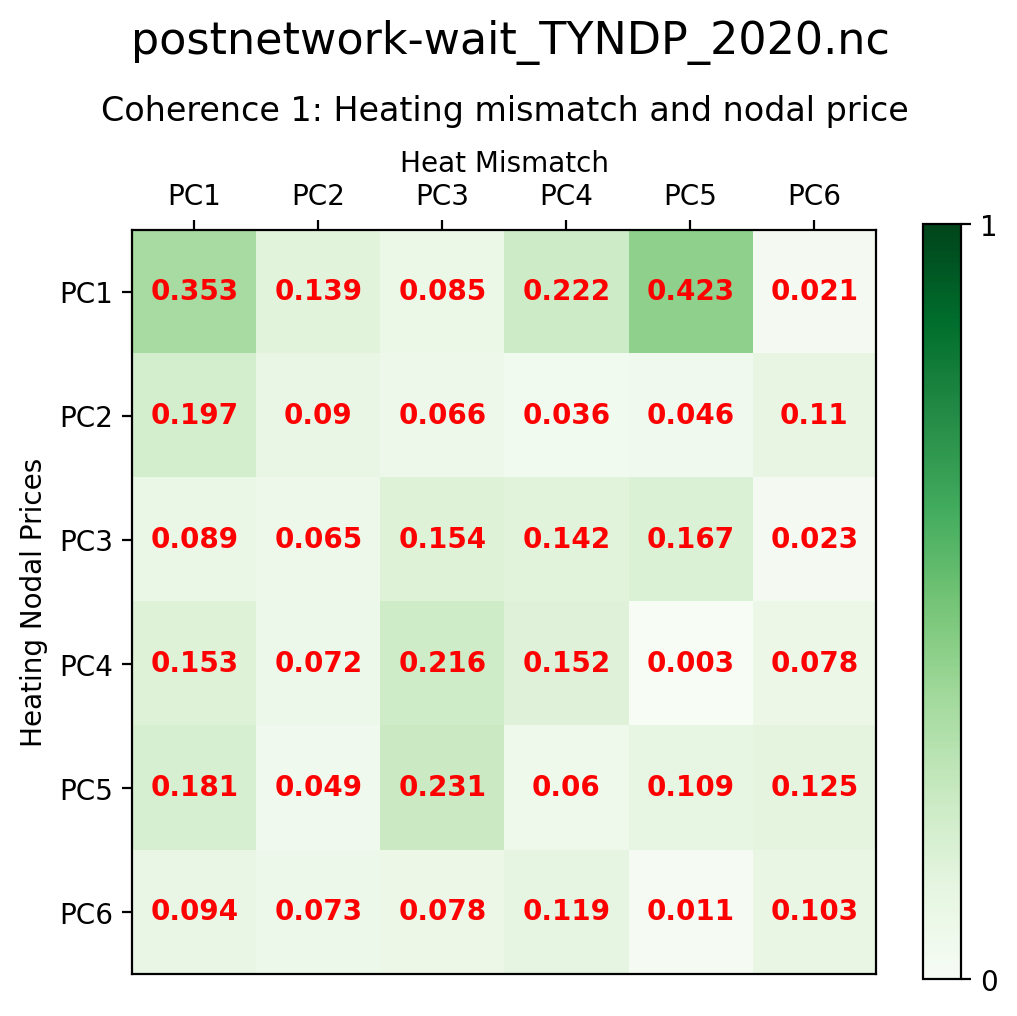 postnetwork-wait_TYNDP_2020.nc
Coherence 1: Heating mismatch and nodal price
Heat Mismatch
PC1 PC2 PC3 PC4 PC5 PC6
1
PC1 0.353 0.139 0.085 0.222 0.423 0.021
PC2 0.197 0.09 0.066 0.036 0.046 0.11
PC3 0.089 0.065 0.154 0.142 0.167 0.023
PC4 0.153 0.072 0.216 0.152 0.003 0.078
PC5 0.181 0.049 0.231 0.06 0.109 0.125
PC6 0.094 0.073 0.078 0.119 0.011 0.103
0
Heating Nodal Prices